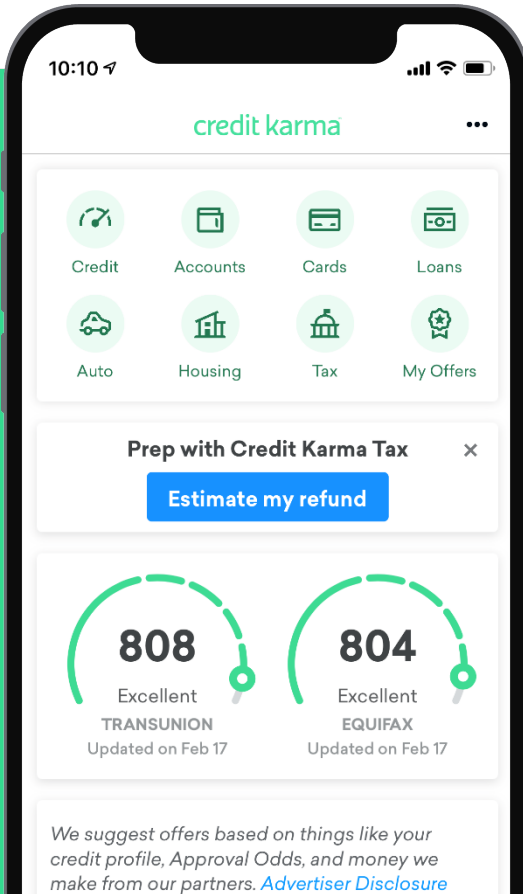 10:10
credit karma
Credit Accounts Cards Loans
Auto Housing Tax My Offers
Prep with Credit Karma Tax
Estimate my refund
808 804
Excellent Excellent
TRANSUNION EQUIFAX
Updated on Feb 17 Updated on Feb 17
We suggest offers based on things like your
credit profile, Approval Odds, and money we
make from our partners. Advertiser Disclosure